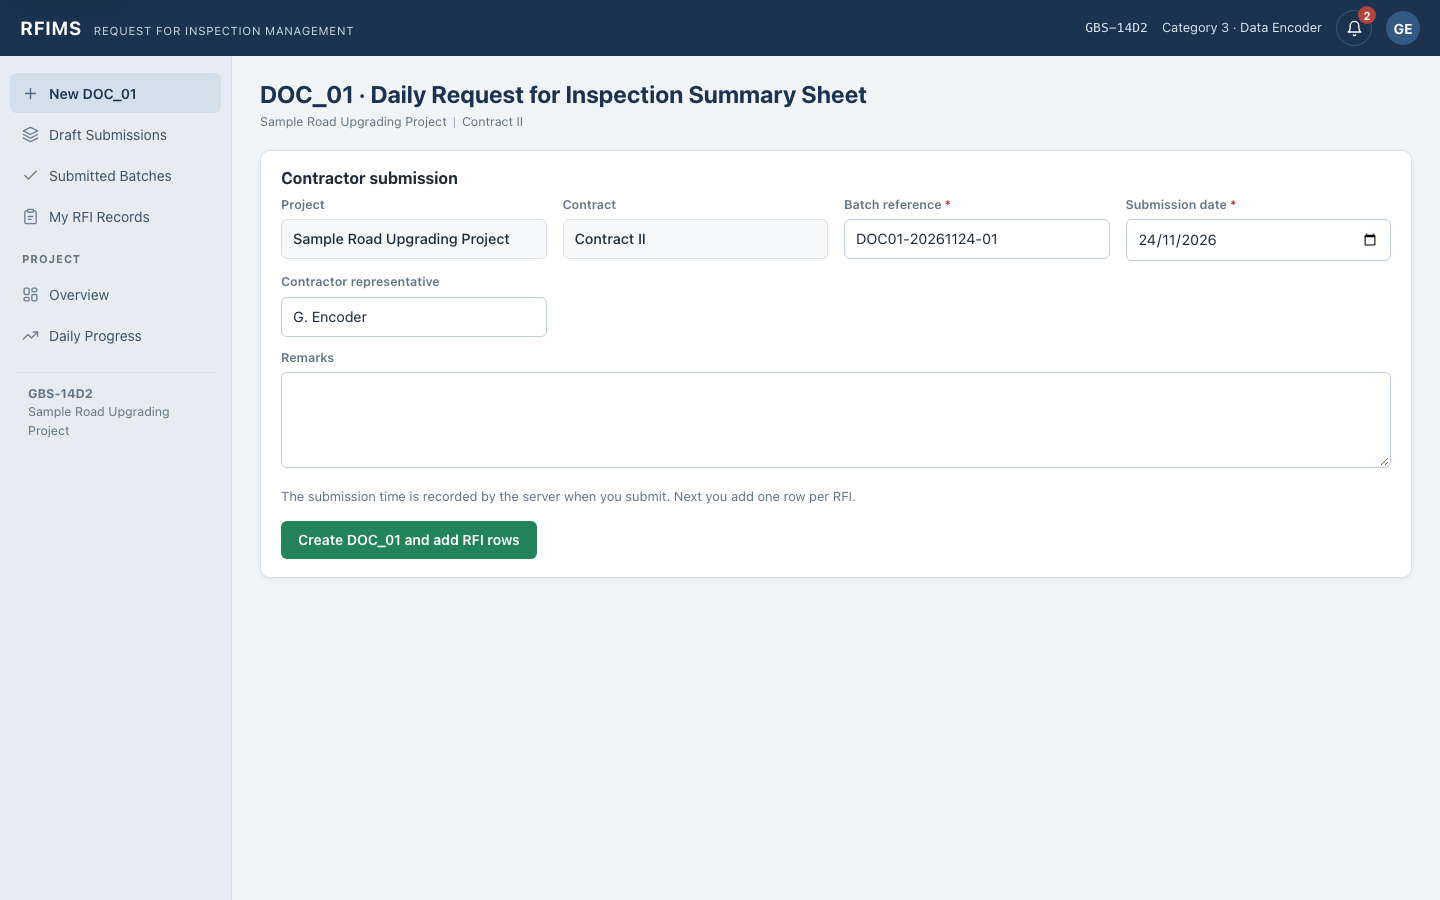 RFIMS REQUEST FOR INSPECTION MANAGEMENT
GBS–14D2 Category 3 · Data Encoder 2 GE
New DOC_01
Draft Submissions
Submitted Batches
My RFI Records
PROJECT
Overview
Daily Progress
GBS-14D2
Sample Road Upgrading
Project
DOC_01 · Daily Request for Inspection Summary Sheet
Sample Road Upgrading Project | Contract II
Contractor submission
Project Contract Batch reference * Submission date *
Sample Road Upgrading Project Contract II DOC01-20261124-01 24/11/2026
Contractor representative
G. Encoder
Remarks
The submission time is recorded by the server when you submit. Next you add one row per RFI.
Create DOC_01 and add RFI rows